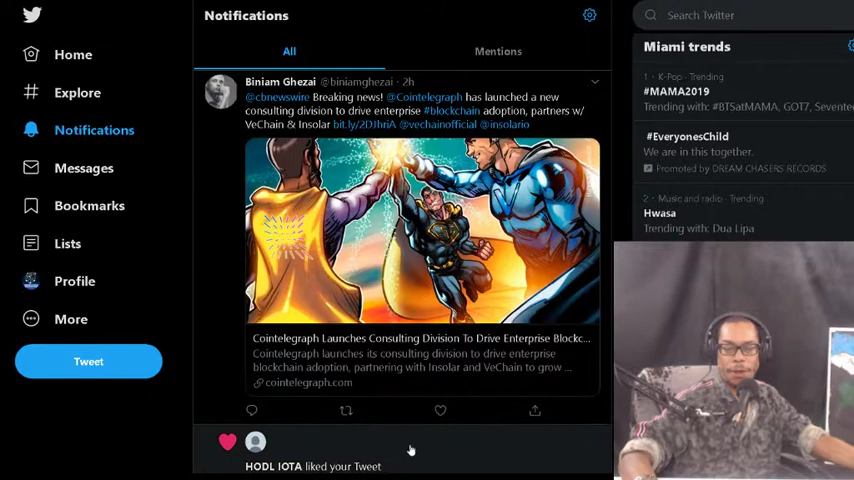 Home
Explore
Notifications
Messages
Bookmarks
Lists
Profile
More
Tweet
Notifications
All
Mentions
Biniam Ghezai @biniamghezai · 2h
@cbnewswire Breaking news! @Cointelegraph has launched a new
consulting division to drive enterprise #blockchain adoption, partners w/
VeChain & Insolar bit.ly/2DJhriA @vechainofficial @insolario
Cointelegraph Launches Consulting Division To Drive Enterprise Blockc...
Cointelegraph launches its consulting division to drive enterprise
blockchain adoption, partnering with Insolar and VeChain to grow ...
cointelegraph.com
HODL IOTA liked your Tweet
Search Twitter
Miami trends
1 · K-Pop · Trending
#MAMA2019
Trending with: #BTSatMAMA, GOT7, Sevente
#EveryonesChild
We are in this together.
Promoted by DREAM CHASERS RECORDS
2 · Music and radio · Trending
Hwasa
Trending with: Dua Lipa